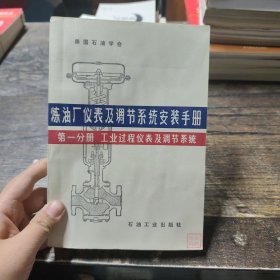 美国石油学会
炼油厂仪表及调节系统安装手册
第一分册 工业过程仪表及调节系统
石油工业出版社